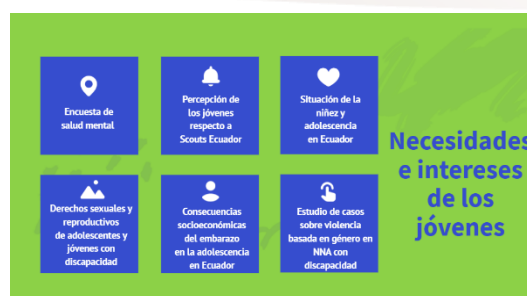 Encuesta de
salud mental
Percepción de
los jóvenes
respecto a
Scouts Ecuador
Situación de la
niñez y
adolescencia
en Ecuador
Necesidades
e intereses
de los
jóvenes
Derechos sexuales y
reproductivos
de adolescentes y
jóvenes con
discapacidad
Consecuencias
socioeconómicas
del embarazo
en la adolescencia
en Ecuador
Estudio de casos
sobre violencia
basada en género en
NNA con
discapacidad